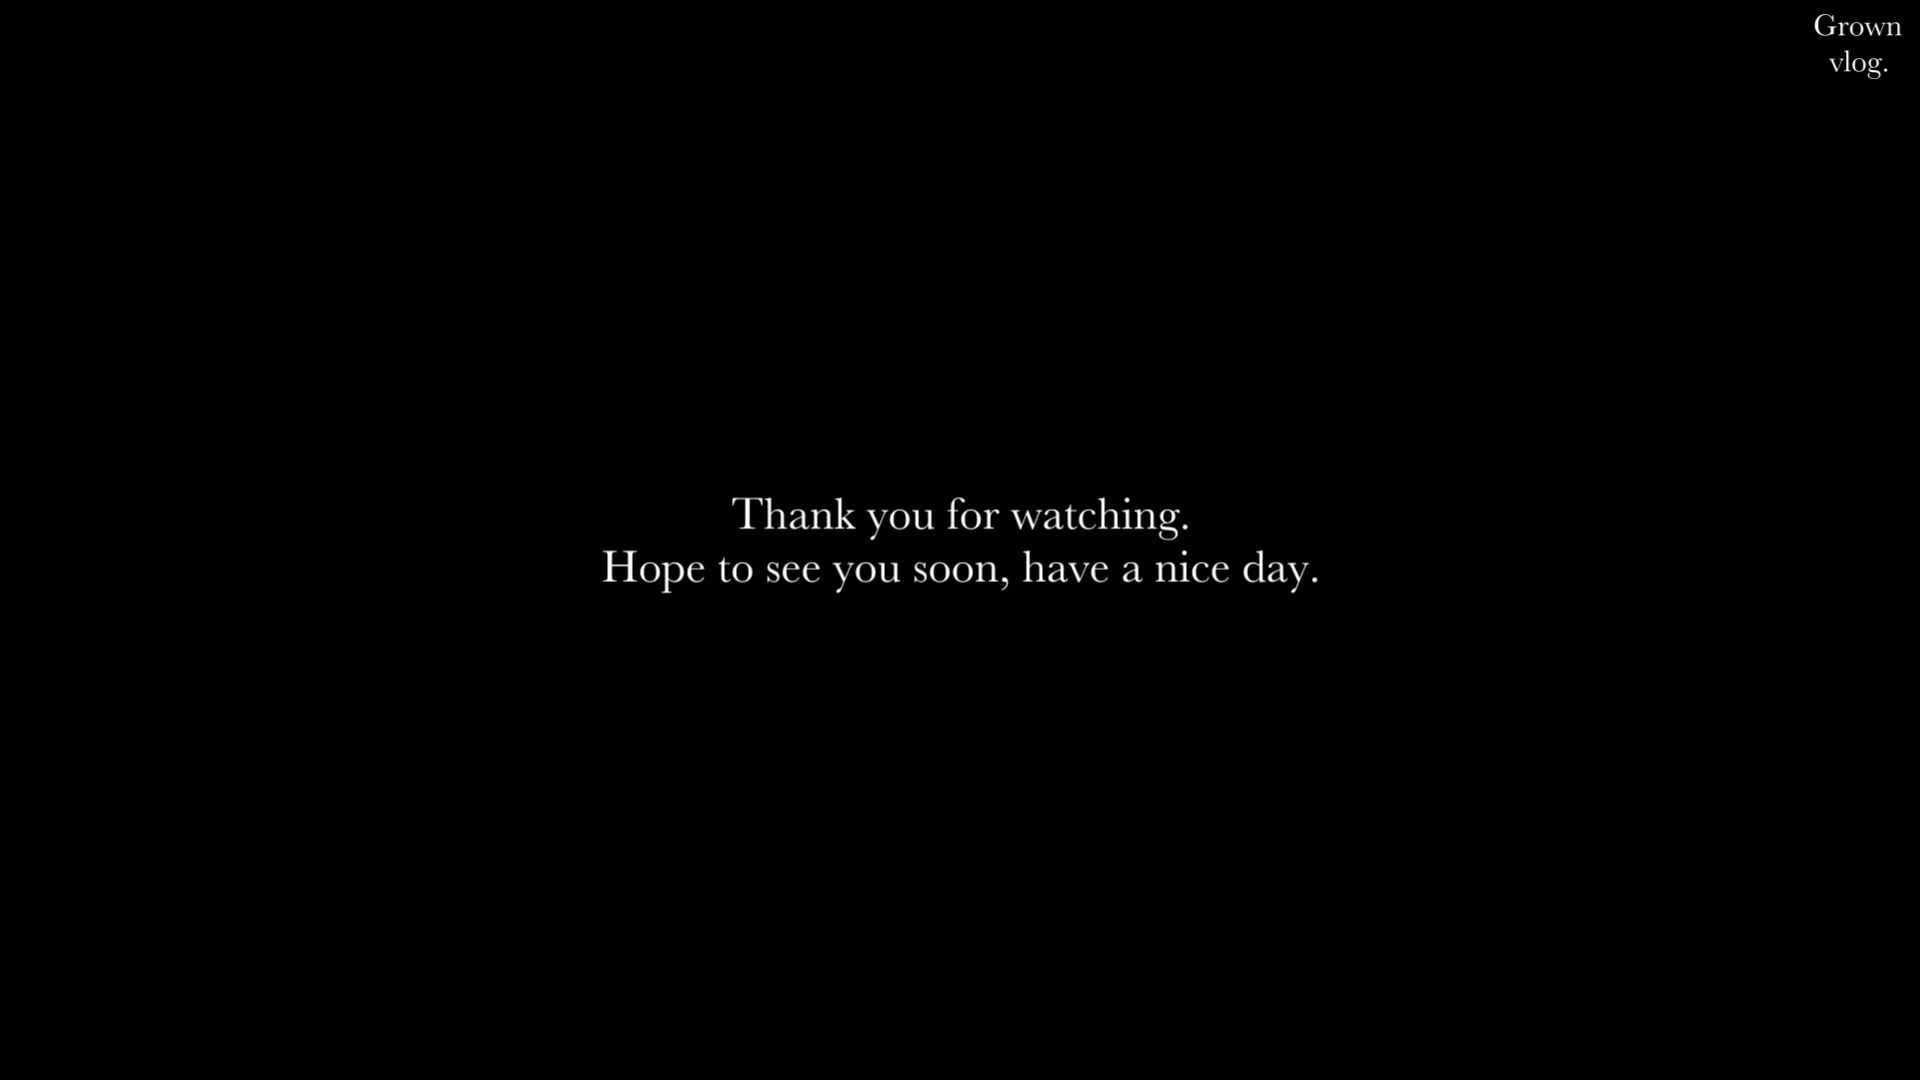 Grown
vlog.
Thank you for watching.
Hope to see you soon, have a nice day.